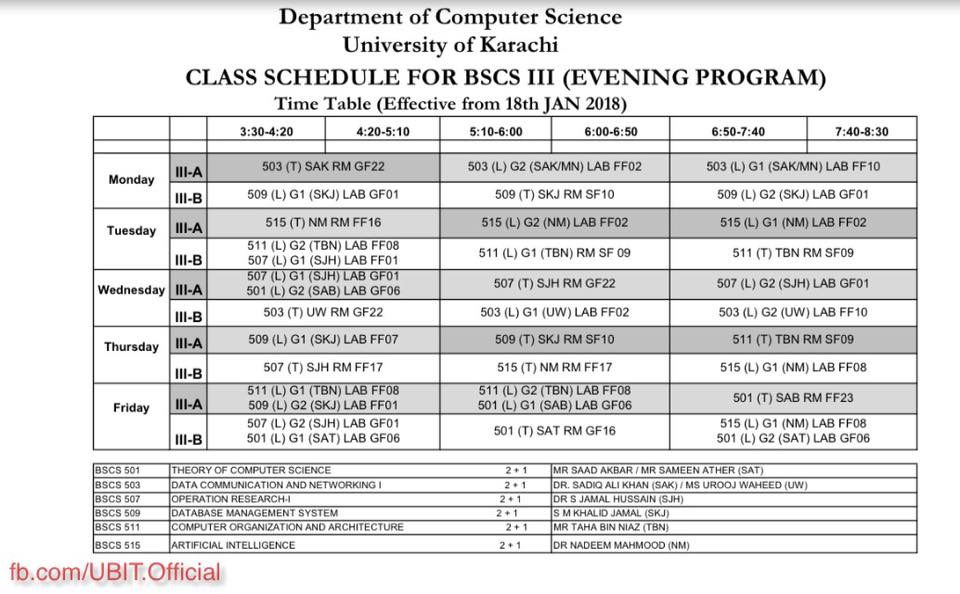 Department of Computer Science
University of Karachi
CLASS SCHEDULE FOR BSCS III (EVENING PROGRAM)
Time Table (Effective from 18th JAN 2018)
3:30-4:20 4:20-5:10 5:10-6:00 6:00-6:50 6:50-7:40 7:40-8:30
Monday
III-A 503 (T) SAK RM GF22 503 (L) G2 (SAK/MN) LAB FF02 503 (L) G1 (SAK/MN) LAB FF10
III-B 509 (L) G1 (SKJ) LAB GF01 509 (T) SKJ RM SF10 509 (L) G2 (SKJ) LAB GF01
Tuesday
III-A 515 (T) NM RM FF16 515 (L) G2 (NM) LAB FF02 515 (L) G1 (NM) LAB FF02
III-B 511 (L) G2 (TBN) LAB FF08 511 (L) G1 (TBN) RM SF 09 511 (T) TBN RM SF09
507 (L) G1 (SJH) LAB FF01
Wednesday
III-A 507 (L) G1 (SJH) LAB GF01 507 (T) SJH RM GF22 507 (L) G2 (SJH) LAB GF01
501 (L) G2 (SAB) LAB GF06
III-B 503 (T) UW RM GF22 503 (L) G1 (UW) LAB FF02 503 (L) G2 (UW) LAB FF10
Thursday
III-A 509 (L) G1 (SKJ) LAB FF07 509 (T) SKJ RM SF10 511 (T) TBN RM SF09
III-B 507 (T) SJH RM FF17 515 (T) NM RM FF17 515 (L) G1 (NM) LAB FF08
Friday
III-A 511 (L) G1 (TBN) LAB FF08 511 (L) G2 (TBN) LAB FF08 501 (T) SAB RM FF23
509 (L) G2 (SKJ) LAB FF01 501 (L) G1 (SAB) LAB GF06
III-B 507 (L) G2 (SJH) LAB GF01 501 (T) SAT RM GF16 515 (L) G1 (NM) LAB FF08
501 (L) G1 (SAT) LAB GF06 501 (L) G2 (SAT) LAB GF06
BSCS 501 THEORY OF COMPUTER SCIENCE 2 + 1 MR SAAD AKBAR / MR SAMEEN ATHER (SAT)
BSCS 503 DATA COMMUNICATION AND NETWORKING I 2 + 1 DR. SADIQ ALI KHAN (SAK) / MS UROOJ WAHEED (UW)
BSCS 507 OPERATION RESEARCH-I 2 + 1 DR S JAMAL HUSSAIN (SJH)
BSCS 509 DATABASE MANAGEMENT SYSTEM 2 + 1 S M KHALID JAMAL (SKJ)
BSCS 511 COMPUTER ORGANIZATION AND ARCHITECTURE 2 + 1 MR TAHA BIN NIAZ (TBN)
BSCS 515 ARTIFICIAL INTELLIGENCE 2 + 1 DR NADEEM MAHMOOD (NM)
fb.com/UBIT.Official